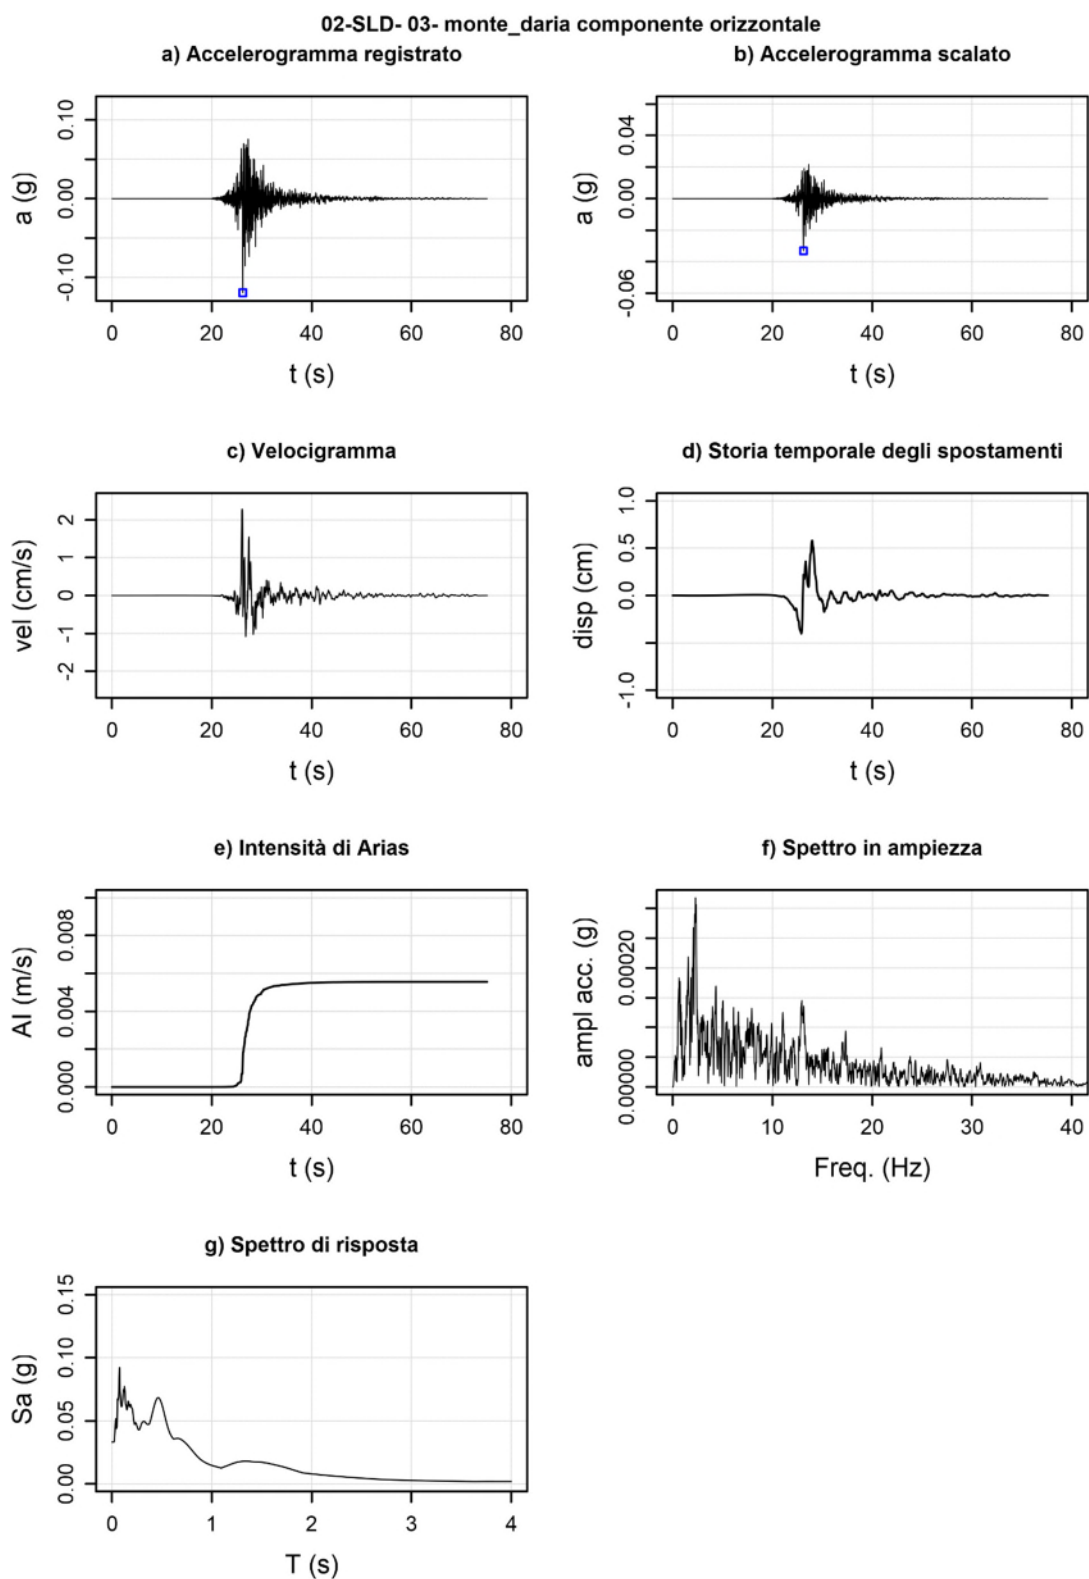 02-SLD- 03- monte_daria componente orizzontale
a) Accelerogramma registrato
b) Accelerogramma scalato
a (g)
0.10
0.00
-0.10
0 20 40 60 80
t (s)
a (g)
0.04
0.00
-0.06
0 20 40 60 80
t (s)
c) Velocigramma
d) Storia temporale degli spostamenti
vel (cm/s)
2
1
0
-1
-2
0 20 40 60 80
t (s)
disp (cm)
1.0
0.5
0.0
-1.0
0 20 40 60 80
t (s)
e) Intensità di Arias
f) Spettro in ampiezza
AI (m/s)
0.008
0.004
0.000
0 20 40 60 80
t (s)
ampl acc. (g)
0.00020
0.00000
0 10 20 30 40
Freq. (Hz)
g) Spettro di risposta
Sa (g)
0.15
0.10
0.05
0.00
0 1 2 3 4
T (s)